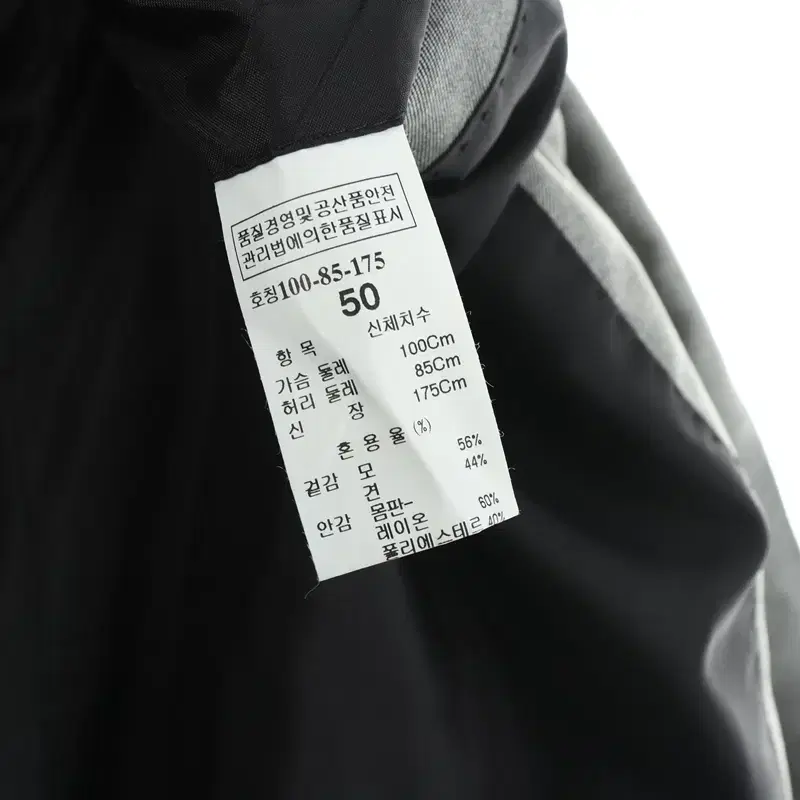 품질경영및 공산품안전
관리법에의한품질표시
호칭100-85-175
50
항 목 신체치수
가슴 둘레 100Cm
허리 둘레 85Cm
신 장 175Cm
혼 용 율 (%)
겉감 모 56%
견 44%
안감 몸판-
레이온 60%
폴리에스테르 40%